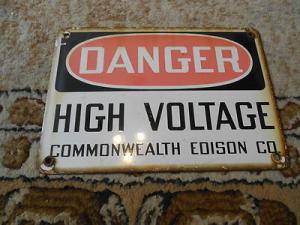 DANGER
HIGH VOLTAGE
COMMONWEALTH EDISON CO.